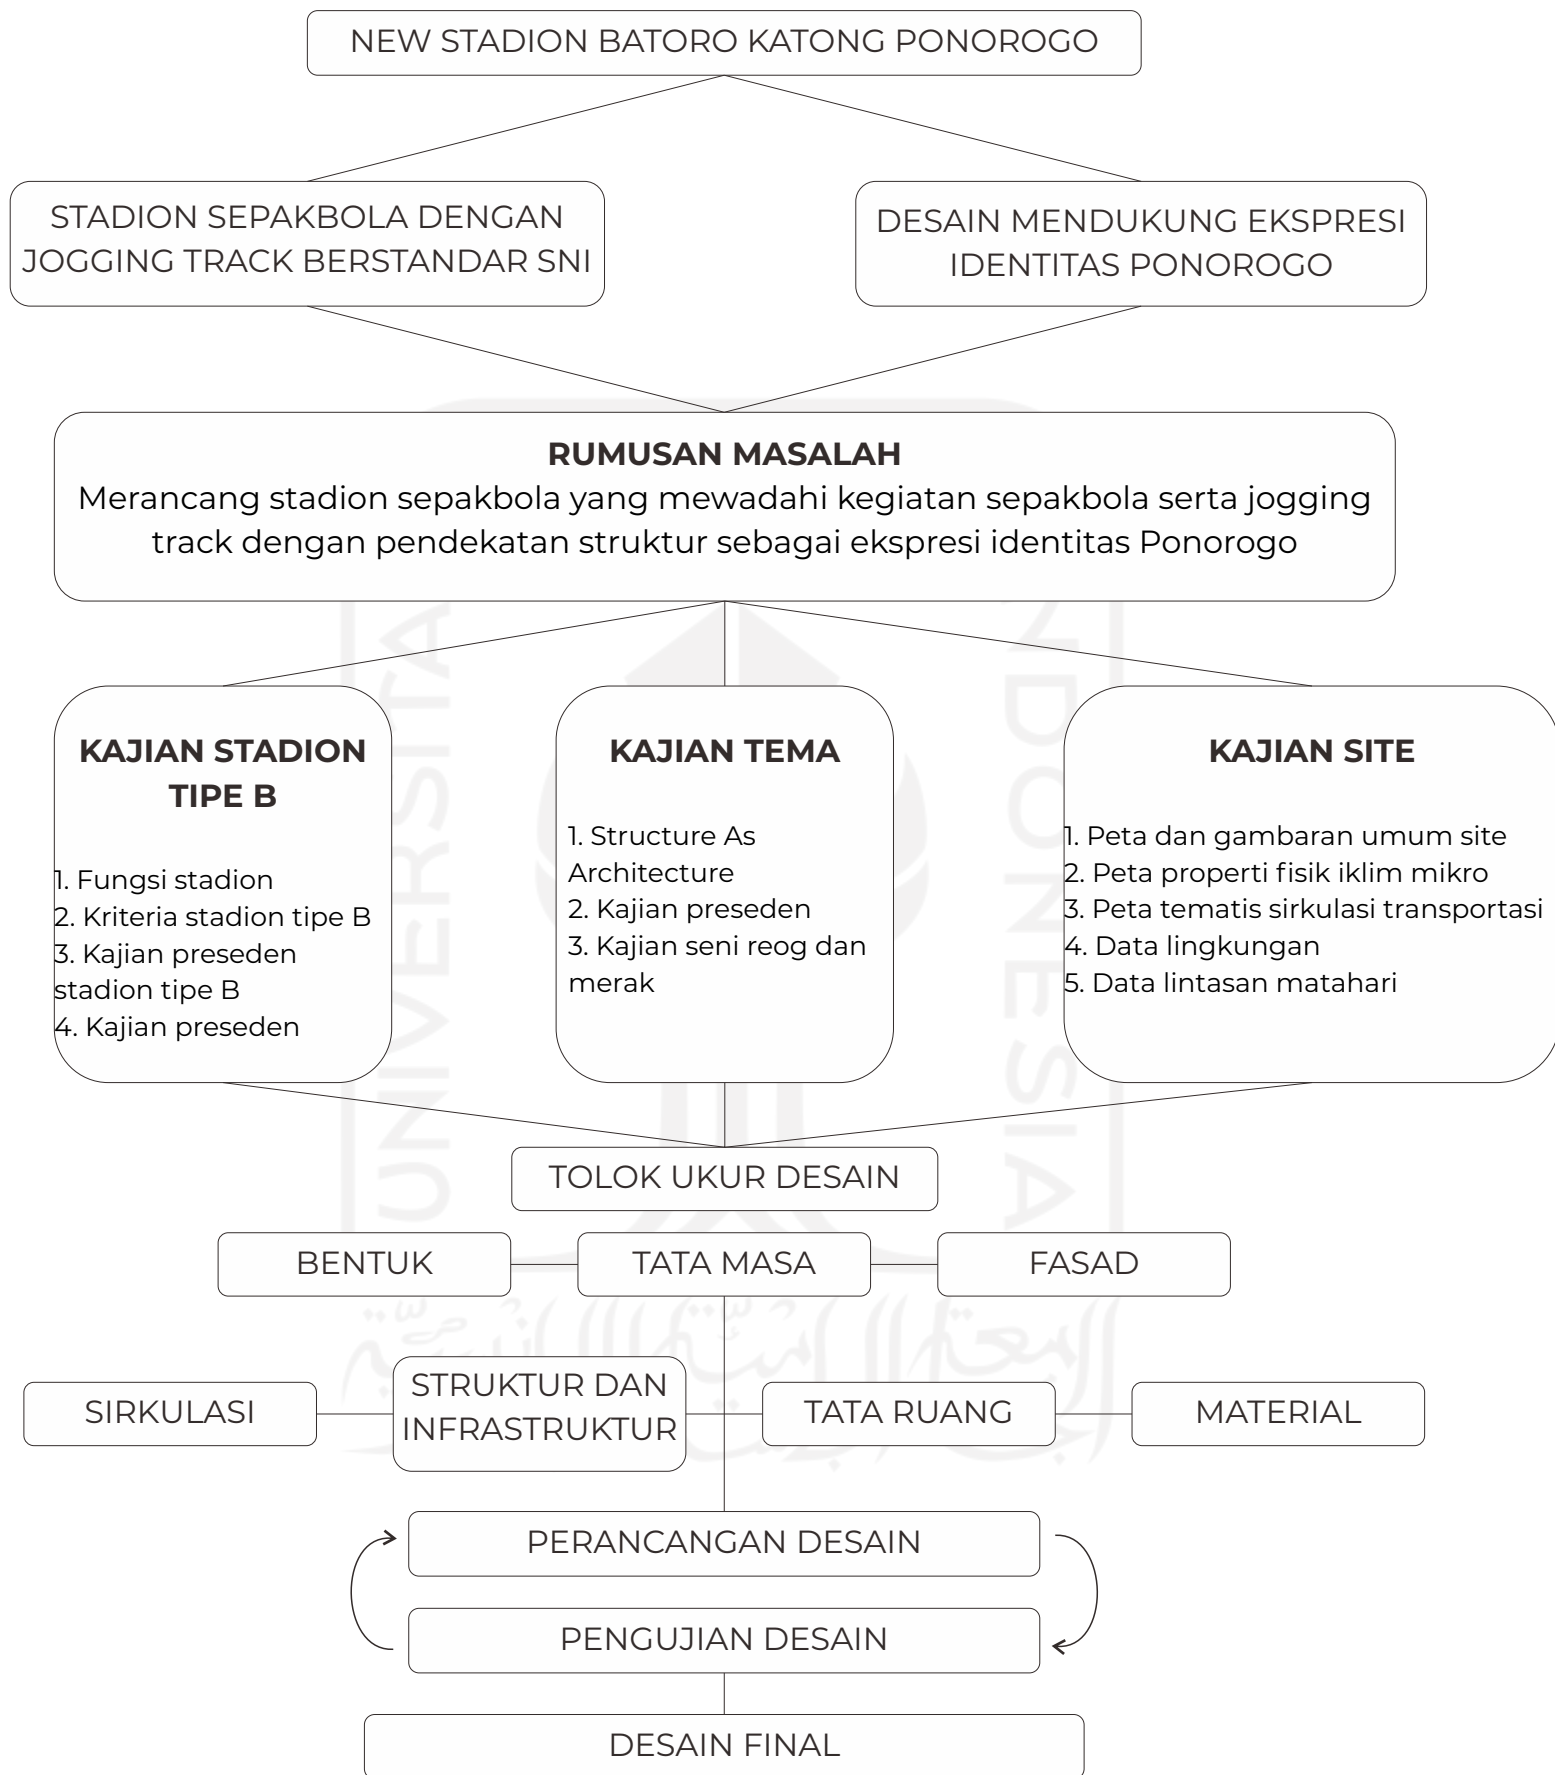 NEW STADION BATORO KATONG PONOROGO
STADION SEPAKBOLA DENGAN
JOGGING TRACK BERSTANDAR SNI
DESAIN MENDUKUNG EKSPRESI
IDENTITAS PONOROGO
RUMUSAN MASALAH
Merancang stadion sepakbola yang mewadahi kegiatan sepakbola serta jogging
track dengan pendekatan struktur sebagai ekspresi identitas Ponorogo
KAJIAN STADION
TIPE B
1. Fungsi stadion
2. Kriteria stadion tipe B
3. Kajian preseden
stadion tipe B
4. Kajian preseden
KAJIAN TEMA
1. Structure As
Architecture
2. Kajian preseden
3. Kajian seni reog dan
merak
KAJIAN SITE
1. Peta dan gambaran umum site
2. Peta properti fisik iklim mikro
3. Peta tematis sirkulasi transportasi
4. Data lingkungan
5. Data lintasan matahari
TOLOK UKUR DESAIN
BENTUK
TATA MASA
FASAD
SIRKULASI
STRUKTUR DAN
INFRASTRUKTUR
TATA RUANG
MATERIAL
PERANCANGAN DESAIN
PENGUJIAN DESAIN
DESAIN FINAL